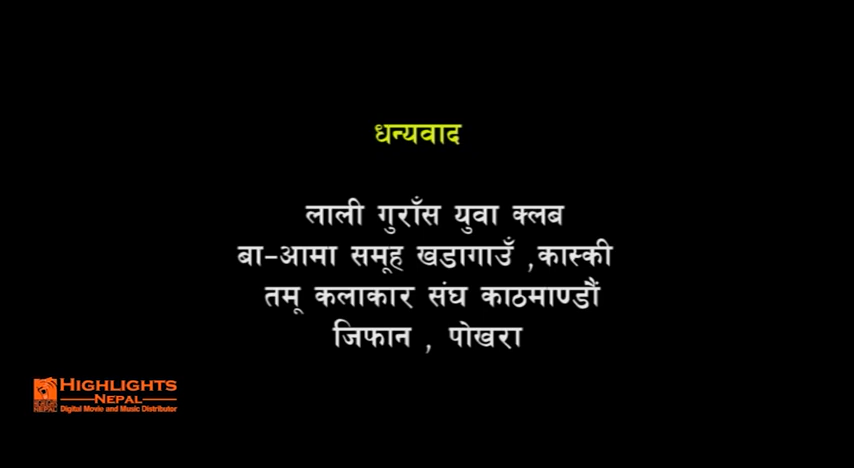 धन्यवाद
लाली गुराँस युवा क्लब
बा-आमा समूह खडागाउँ ,कास्की
तमू कलाकार संघ काठमाण्डौं
जिफान , पोखरा
HIGHLIGHTS
NEPAL
Digital Movie and Music Distributor